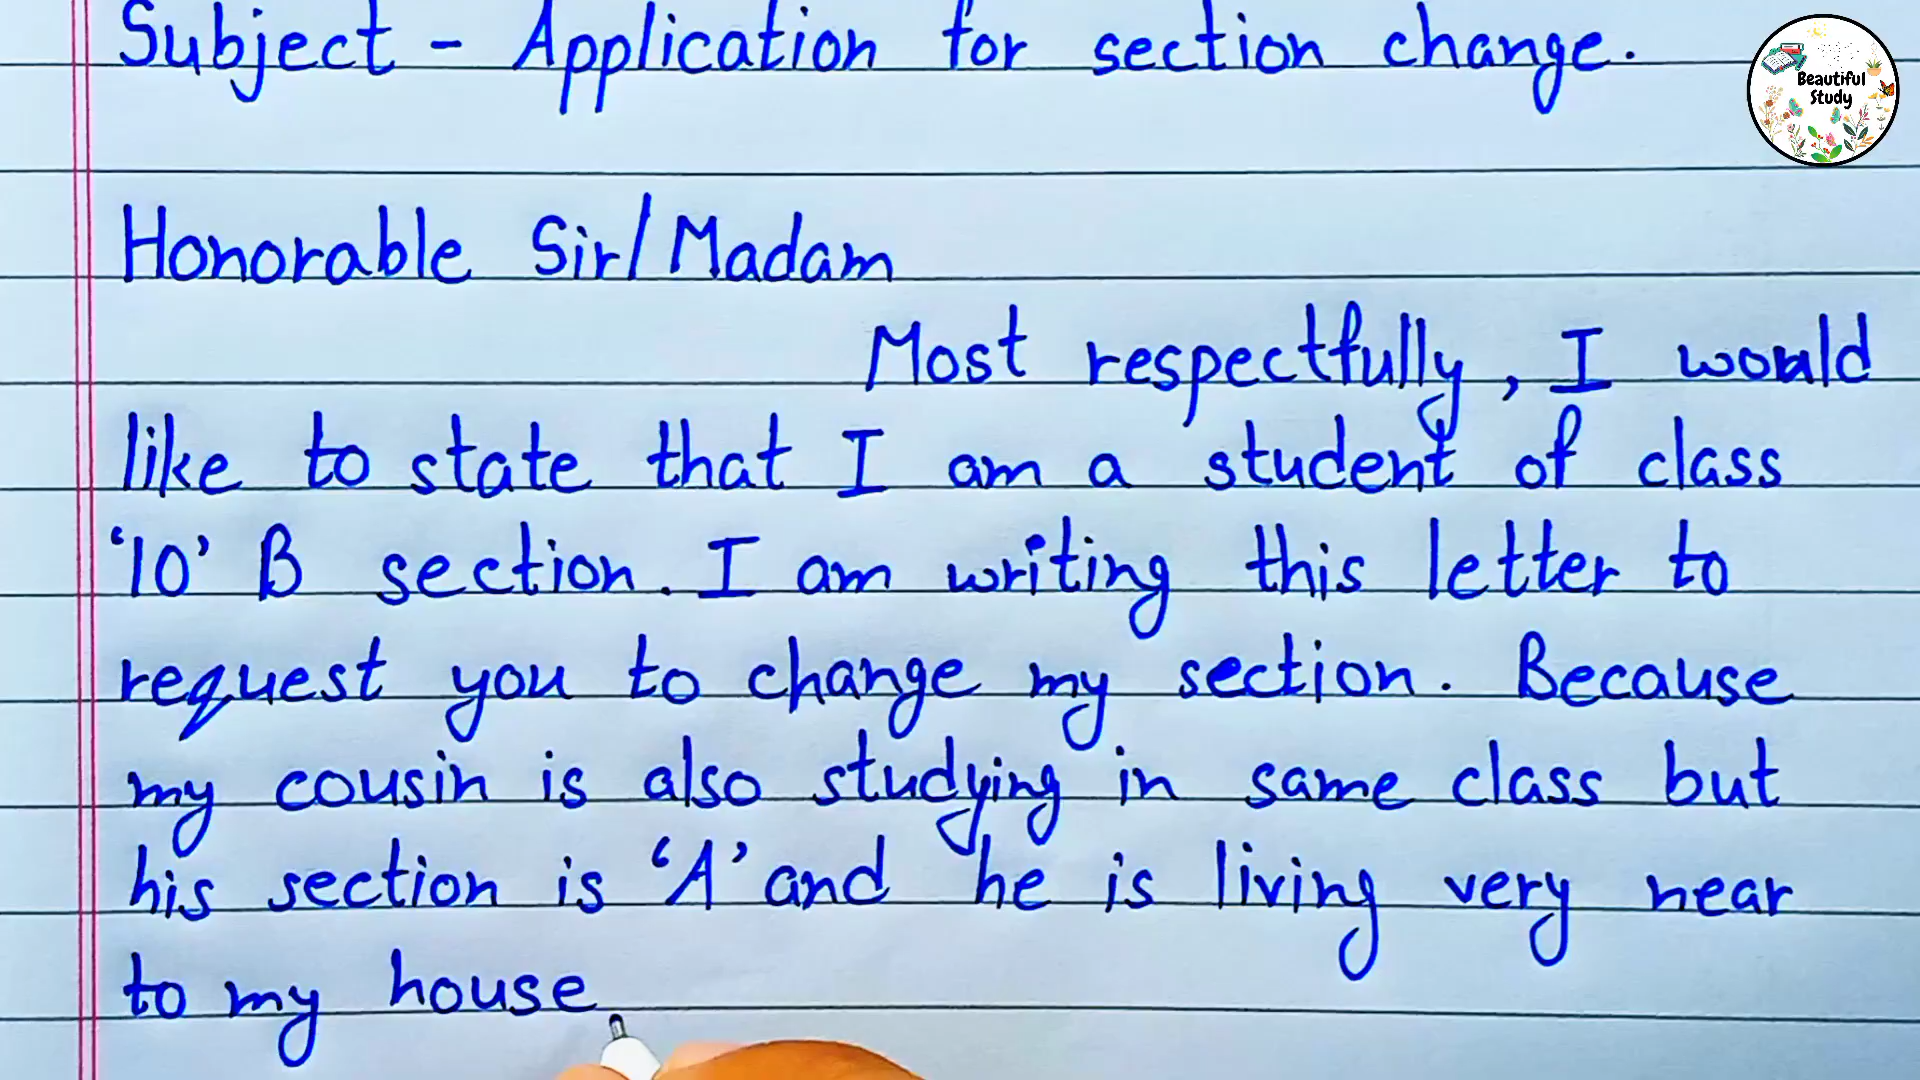 Subject - Application for section change.
Beautiful
Study
Honorable Sir/Madam
Most respectfully, I would
like to state that I am a student of class
‘10’ B section. I am writing this letter to
request you to change my section. Because
my cousin is also studying in same class but
his section is ‘A’ and he is living very near
to my house.